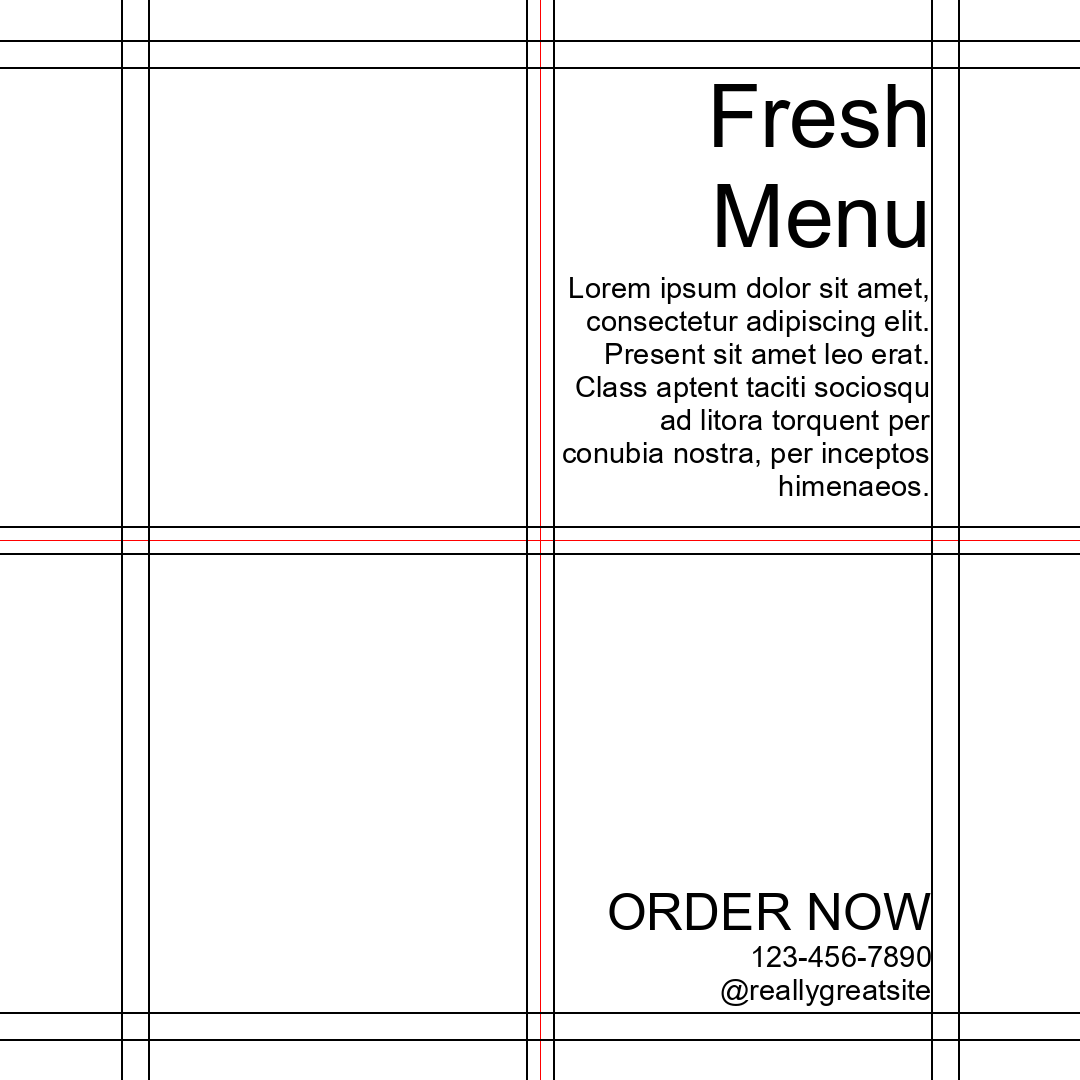 Fresh
Menu
Lorem ipsum dolor sit amet,
consectetur adipiscing elit.
Present sit amet leo erat.
Class aptent taciti sociosqu
ad litora torquent per
conubia nostra, per inceptos
himenaeos.
ORDER NOW
123-456-7890
@reallygreatsite